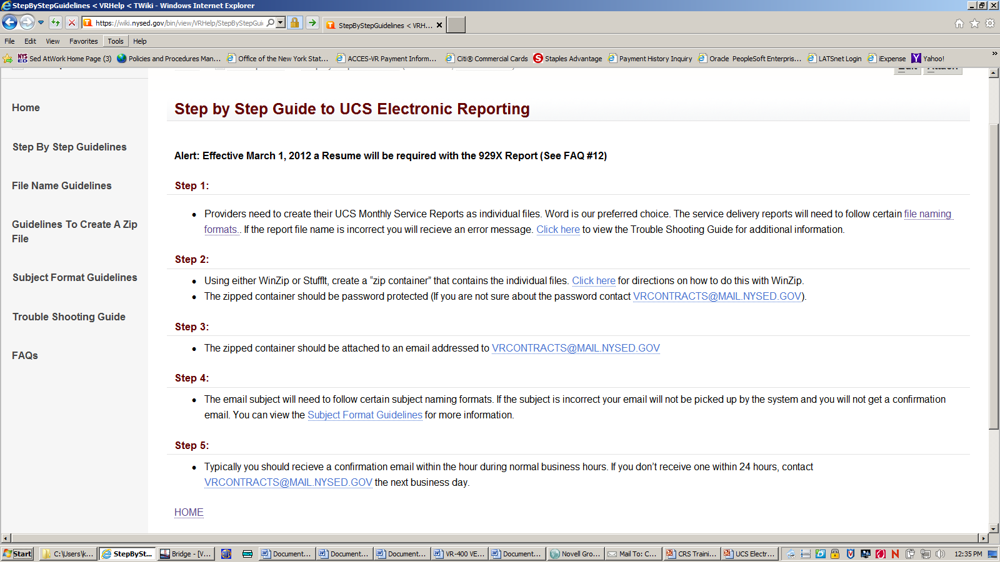 StepByStepGuidelines < VRHelp < TWiki - Windows Internet Explorer
https://wiki.nysed.gov/bin/view/VRHelp/StepByStepGui
StepByStepGuidelines < VRH...
File Edit View Favorites Tools Help
NYS ED Sed AtWork Home Page (3) Policies and Procedures Man... Office of the New York Stat... ACCES-VR Payment Inform... Citi® Commercial Cards Staples Advantage Payment History Inquiry Oracle PeopleSoft Enterpris... LATSnet Login iExpense Yahoo!
Home
Step By Step Guidelines
File Name Guidelines
Guidelines To Create A Zip
File
Subject Format Guidelines
Trouble Shooting Guide
FAQs
Step by Step Guide to UCS Electronic Reporting
Alert: Effective March 1, 2012 a Resume will be required with the 929X Report (See FAQ #12)
Step 1:
• Providers need to create their UCS Monthly Service Reports as individual files. Word is our preferred choice. The service delivery reports will need to follow certain file naming
formats.. If the report file name is incorrect you will recieve an error message. Click here to view the Trouble Shooting Guide for additional information.
Step 2:
• Using either WinZip or StuffIt, create a “zip container” that contains the individual files. Click here for directions on how to do this with WinZip.
• The zipped container should be password protected (If you are not sure about the password contact VRCONTRACTS@MAIL.NYSED.GOV).
Step 3:
• The zipped container should be attached to an email addressed to VRCONTRACTS@MAIL.NYSED.GOV
Step 4:
• The email subject will need to follow certain subject naming formats. If the subject is incorrect your email will not be picked up by the system and you will not get a confirmation
email. You can view the Subject Format Guidelines for more information.
Step 5:
• Typically you should recieve a confirmation email within the hour during normal business hours. If you don’t receive one within 24 hours, contact
VRCONTRACTS@MAIL.NYSED.GOV the next business day.
HOME
Start C:\Users\k... StepBySt... Bridge - [V... Document... Document... Document... VR-400 VE... Document... Novell Gro... Mail To: C... CRS Traini... UCS Electr... 12:35 PM